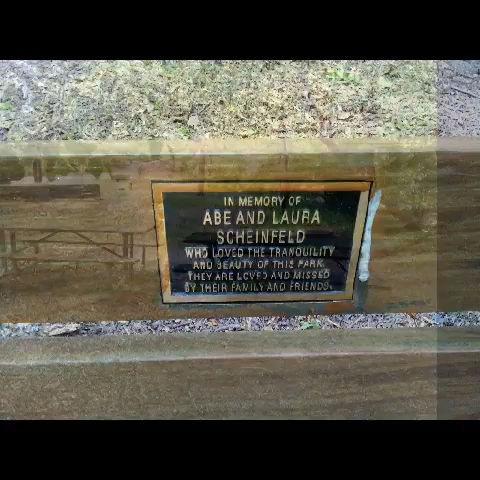 IN MEMORY OF
ABE AND LAURA
SCHEINFELD
WHO LOVED THE TRANQUILITY
AND BEAUTY OF THIS PARK.
THEY ARE LOVED AND MISSED
BY THEIR FAMILY AND FRIENDS.